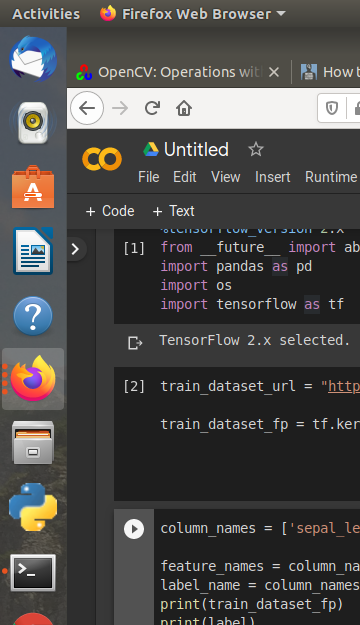 Activities Firefox Web Browser
OpenCV: Operations wit
How t
Untitled
File Edit View Insert Runtime
+ Code + Text
%tensorflow_version 2.x
[1] from __future__ import ab
import pandas as pd
import os
import tensorflow as tf
TensorFlow 2.x selected.
[2] train_dataset_url = "http
train_dataset_fp = tf.ker
column_names = ['sepal_le
feature_names = column_na
label_name = column_names
print(train_dataset_fp)
print(label)